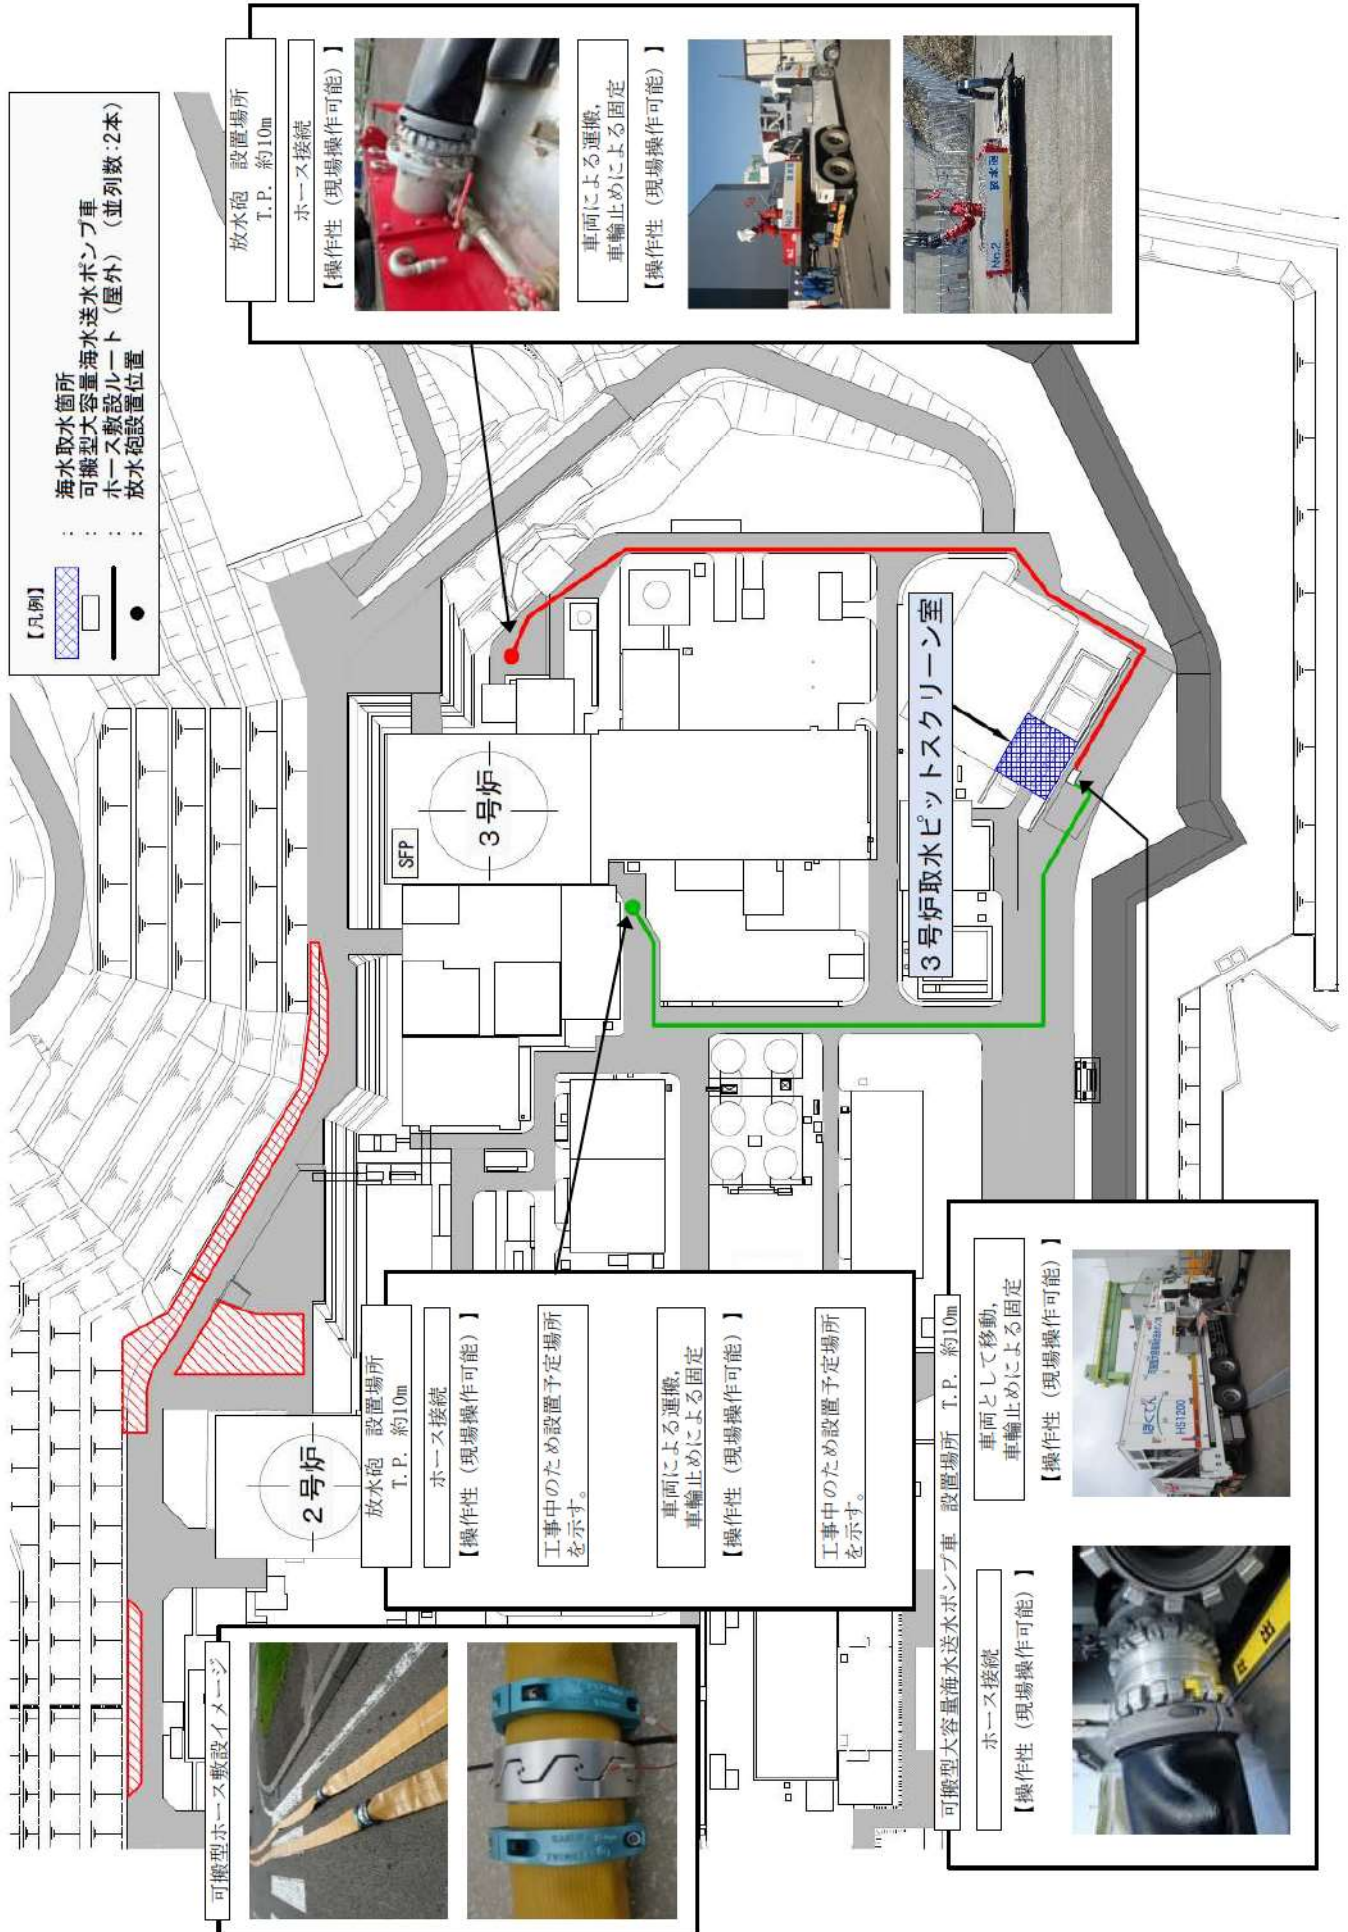 【凡例】
： 海水取水箇所
： 可搬型大容量海水送水ポンプ車
： ホース敷設ルート（屋外）（並列数:2本）
： 放水砲設置位置
放水砲　設置場所
T.P.　約10m
ホース接続
【操作性（現場操作可能）】
車両による運搬，
車輪止めによる固定
【操作性（現場操作可能）】
No.2
No.2
放水砲
SFP
３号炉
３号炉取水ピットスクリーン室
２号炉
放水砲　設置場所
T.P.　約10m
ホース接続
【操作性（現場操作可能）】
工事中のため設置予定場所
を示す。
車両による運搬，
車輪止めによる固定
【操作性（現場操作可能）】
工事中のため設置予定場所
を示す。
可搬型ホース敷設イメージ
可搬型大容量海水送水ポンプ車　設置場所　T.P.　約10m
ホース接続
【操作性（現場操作可能）】
車両として移動，
車輪止めによる固定
【操作性（現場操作可能）】
ほくでん
HS1200
出